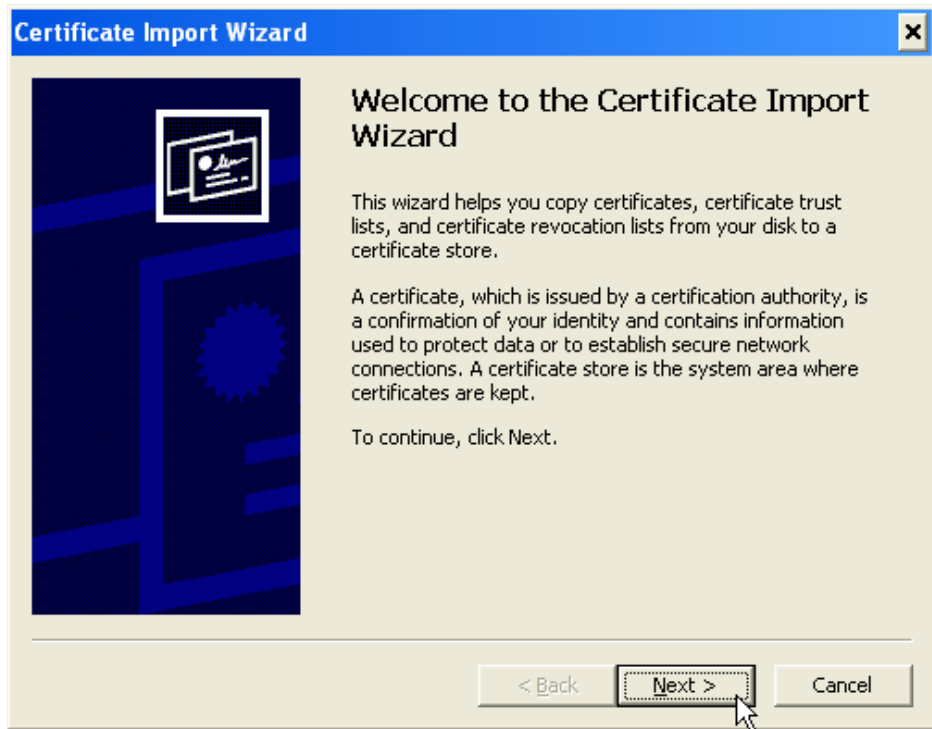 Certificate Import Wizard
Welcome to the Certificate Import
Wizard
This wizard helps you copy certificates, certificate trust
lists, and certificate revocation lists from your disk to a
certificate store.
A certificate, which is issued by a certification authority, is
a confirmation of your identity and contains information
used to protect data or to establish secure network
connections. A certificate store is the system area where
certificates are kept.
To continue, click Next.
< Back Next > Cancel